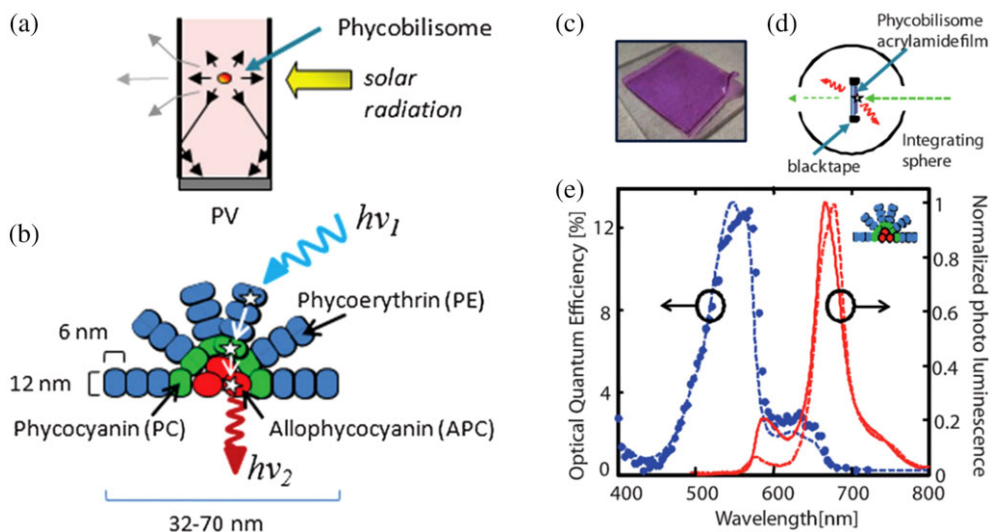 (a)
Phycobilisome
solar
radiation
PV
(b)
hν1
Phycoerythrin (PE)
6 nm
12 nm
Phycocyanin (PC)
Allophycocyanin (APC)
hν2
32-70 nm
(c)
(d)
Phycobilisome
acrylamidefilm
Integrating
sphere
blacktape
(e)
Optical Quantum Efficiency [%]
12
8
4
0
400
500
600
700
800
Wavelength[nm]
1
0.8
0.6
0.4
0.2
0
Normalized photo luminescence